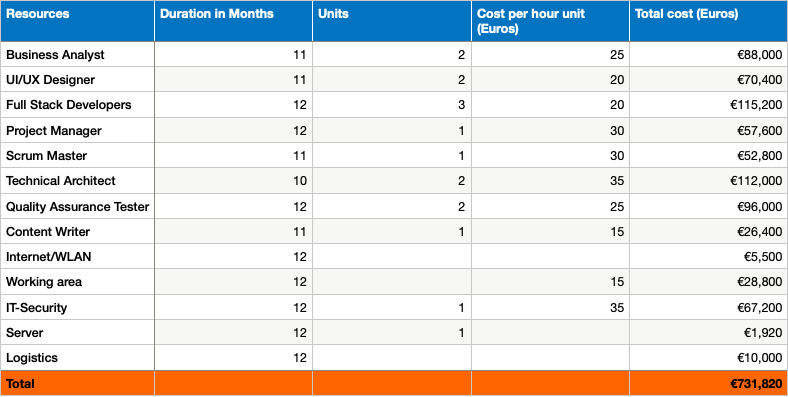 Resources Duration in Months Units Cost per hour unit (Euros) Total cost (Euros)
Business Analyst 11 2 25 €88,000
UI/UX Designer 11 2 20 €70,400
Full Stack Developers 12 3 20 €115,200
Project Manager 12 1 30 €57,600
Scrum Master 11 1 30 €52,800
Technical Architect 10 2 35 €112,000
Quality Assurance Tester 12 2 25 €96,000
Content Writer 11 1 15 €26,400
Internet/WLAN 12 €5,500
Working area 12 15 €28,800
IT-Security 12 1 35 €67,200
Server 12 1 €1,920
Logistics 12 €10,000
Total €731,820